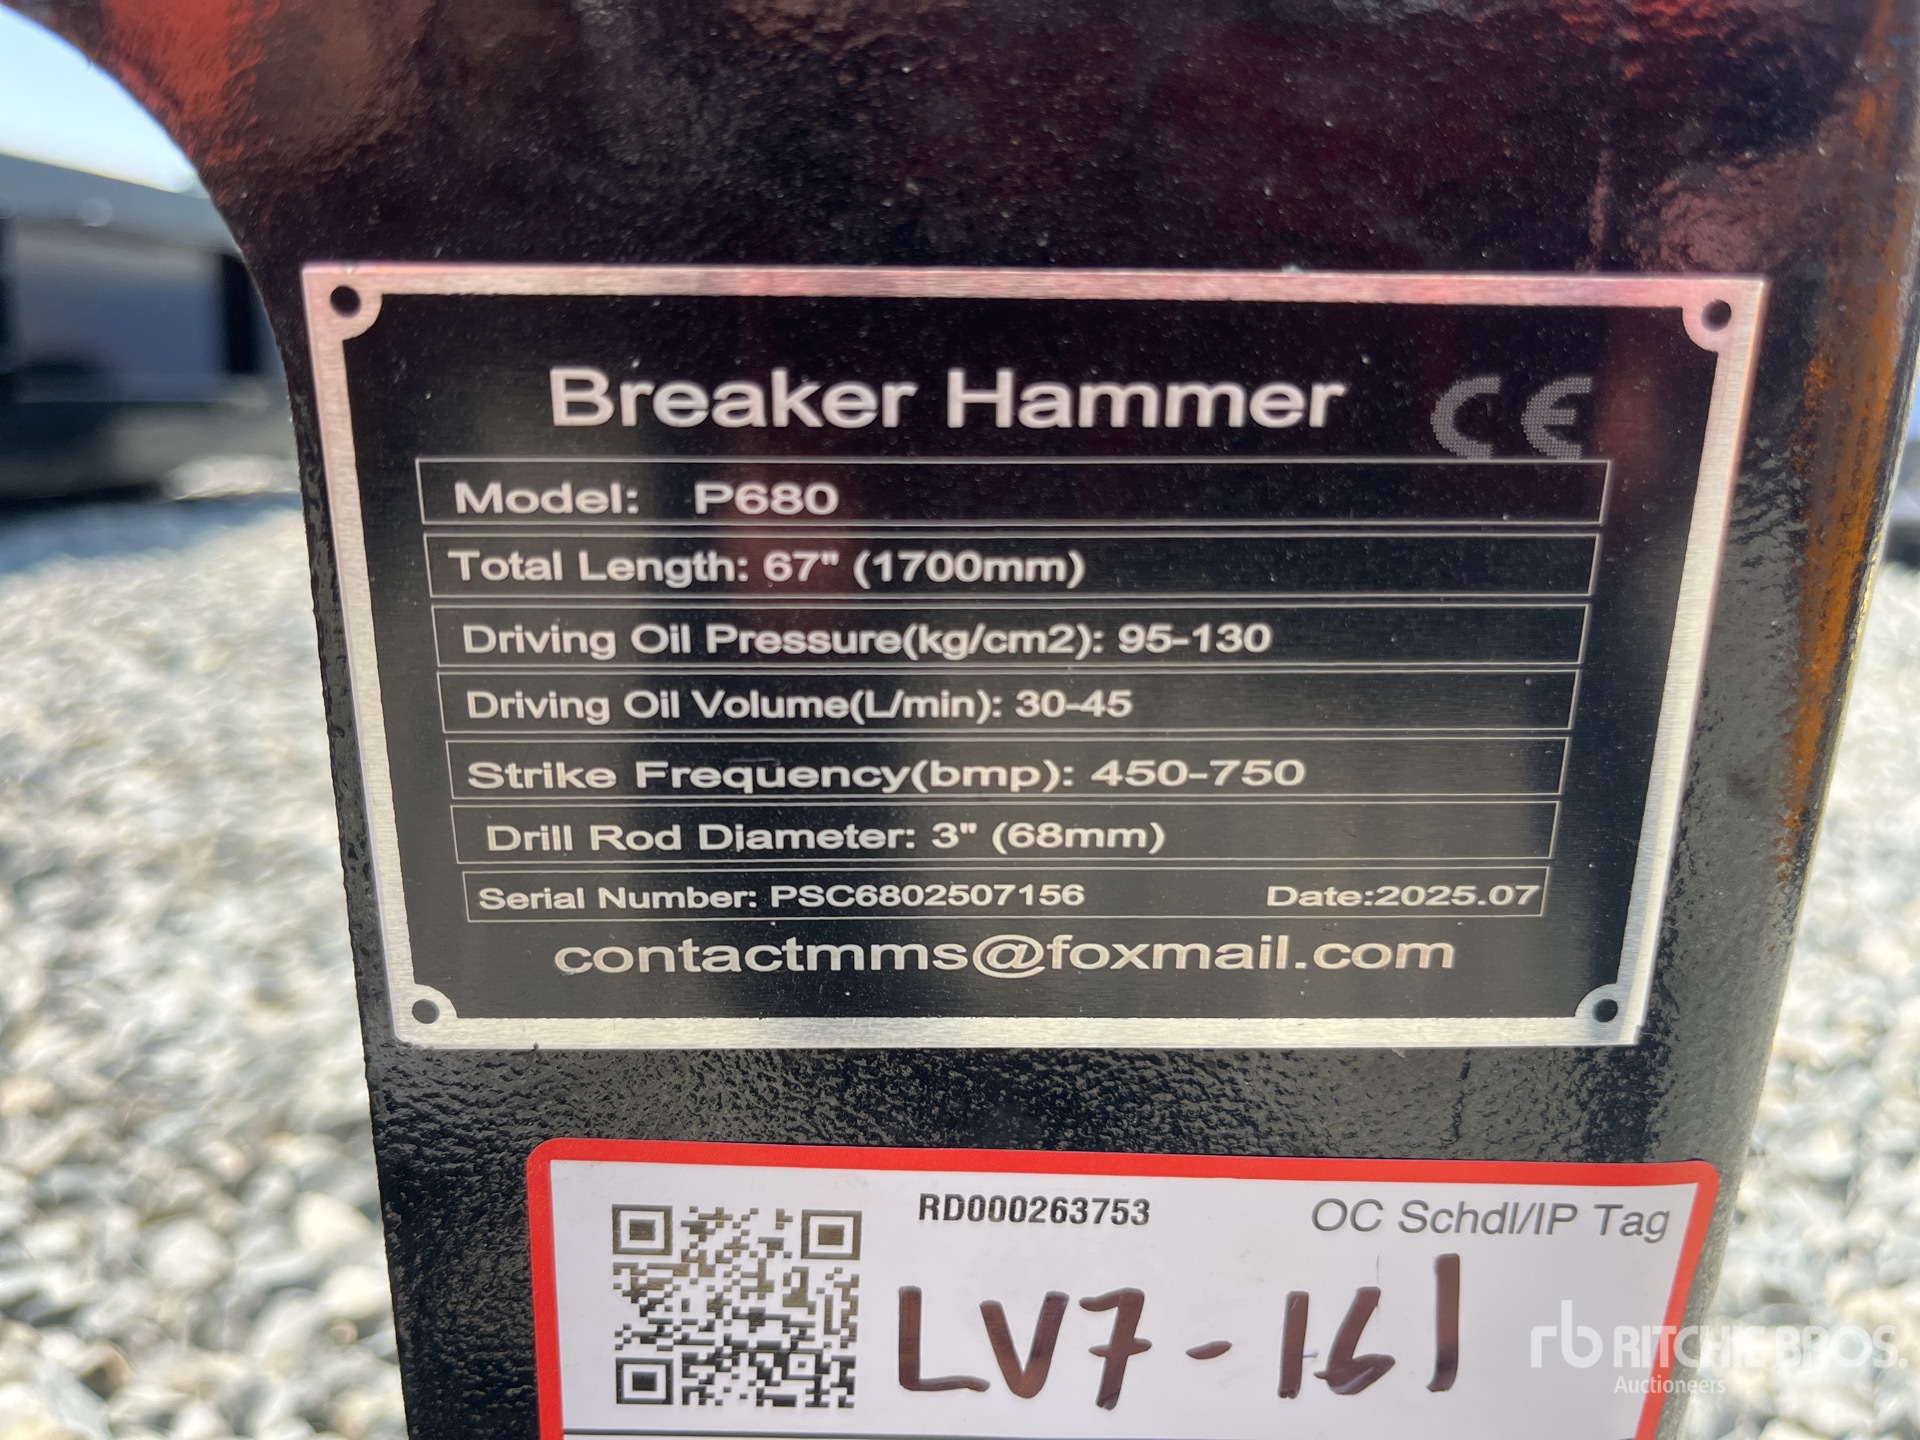 Breaker Hammer CE
Model: P680
Total Length: 67" (1700mm)
Driving Oil Pressure(kg/cm2): 95-130
Driving Oil Volume(L/min): 30-45
Strike Frequency(bmp): 450-750
Drill Rod Diameter: 3" (68mm)
Serial Number: PSC6802507156 Date:2025.07
contactmms@foxmail.com
RD000263753 OC Schdl/IP Tag
LV7-161
rb RITCHIE BROS.
Auctioneers